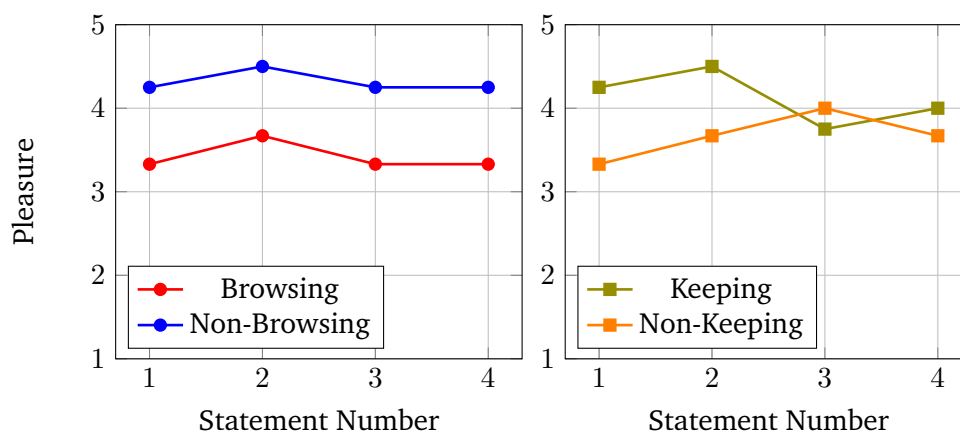 Pleasure
5
4
3
2
1
1 2 3 4
Browsing
Non-Browsing
Statement Number
5
4
3
2
1
1 2 3 4
Keeping
Non-Keeping
Statement Number